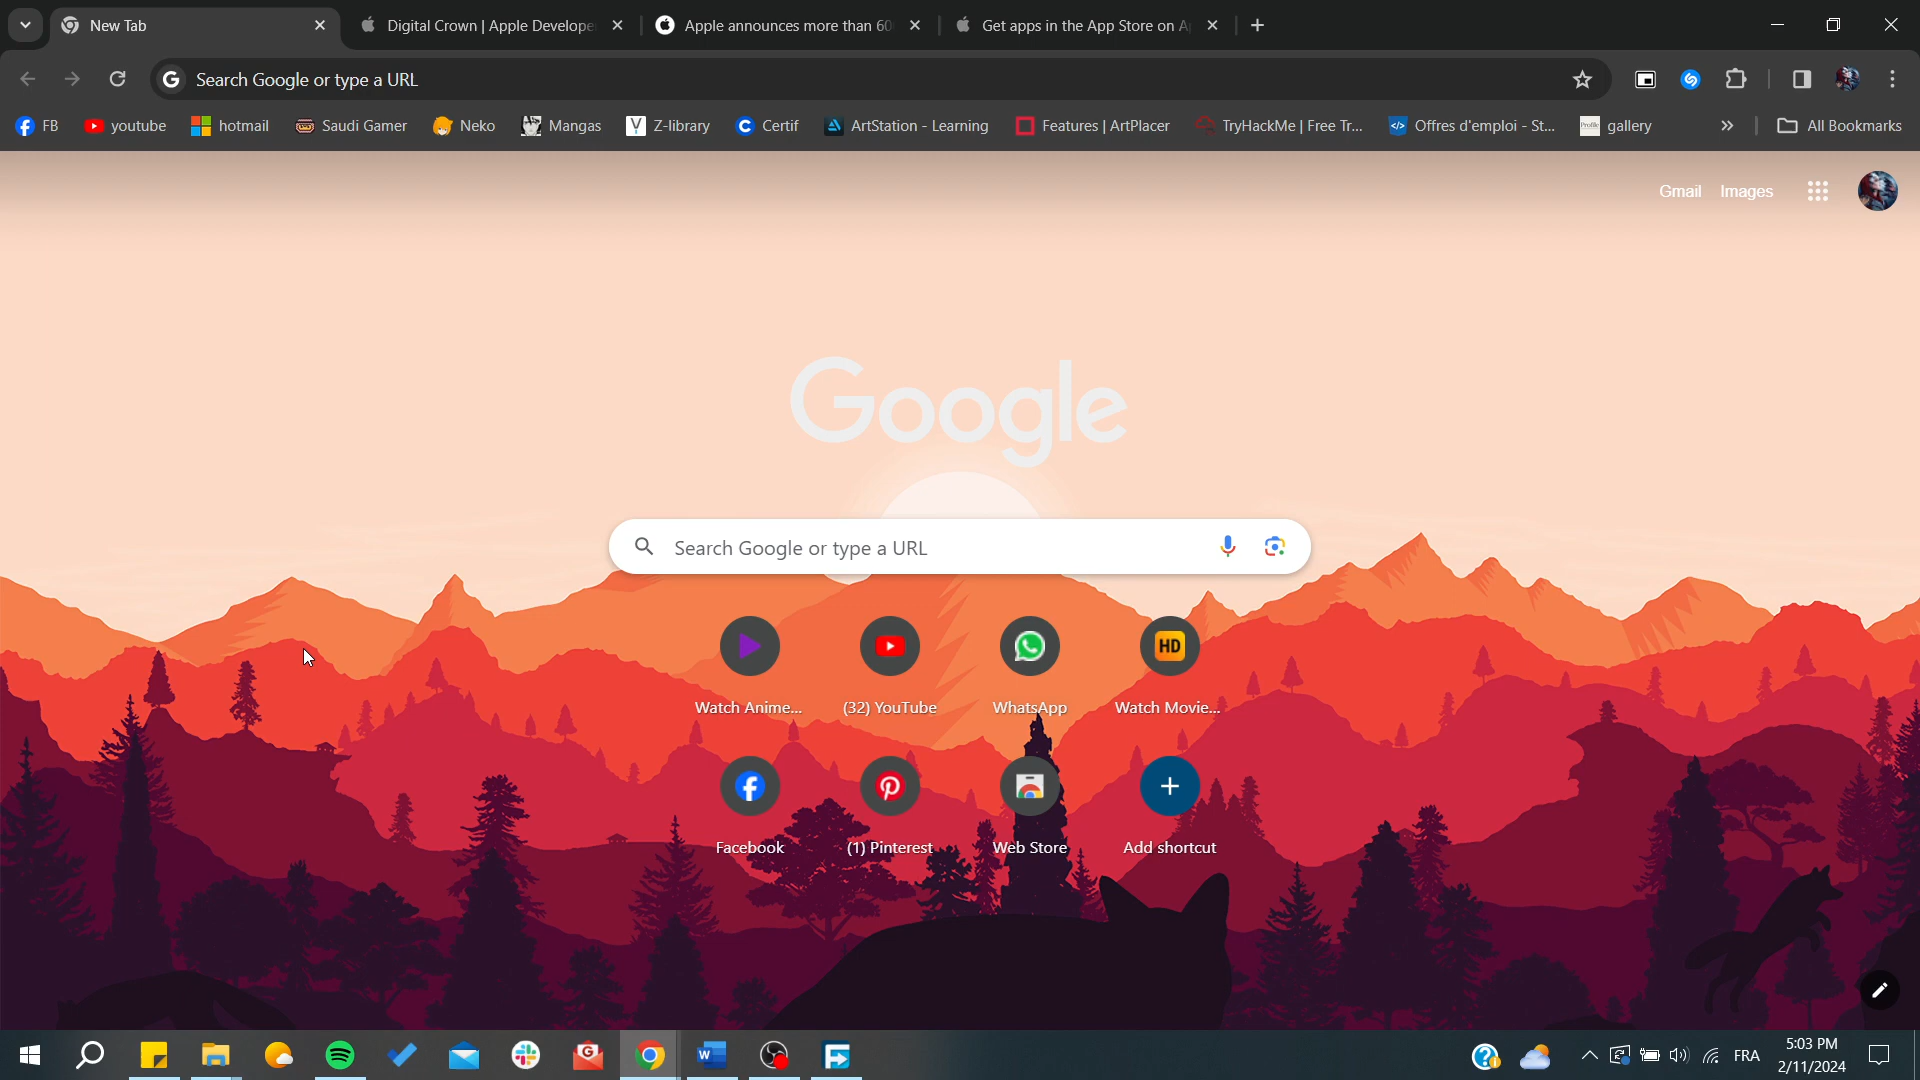 New Tab
Digital Crown | Apple Develope
Apple announces more than 60
Get apps in the App Store on A
Search Google or type a URL
FB
youtube
hotmail
Saudi Gamer
Neko
Mangas
Z-library
Certif
ArtStation - Learning
Features | ArtPlacer
TryHackMe | Free Tr...
Offres d'emploi - St...
gallery
All Bookmarks
Gmail
Images
Google
Search Google or type a URL
HD
Watch Anime...
(32) YouTube
WhatsApp
Watch Movie...
Facebook
(1) Pinterest
Web Store
Add shortcut
FRA
5:03 PM
2/11/2024